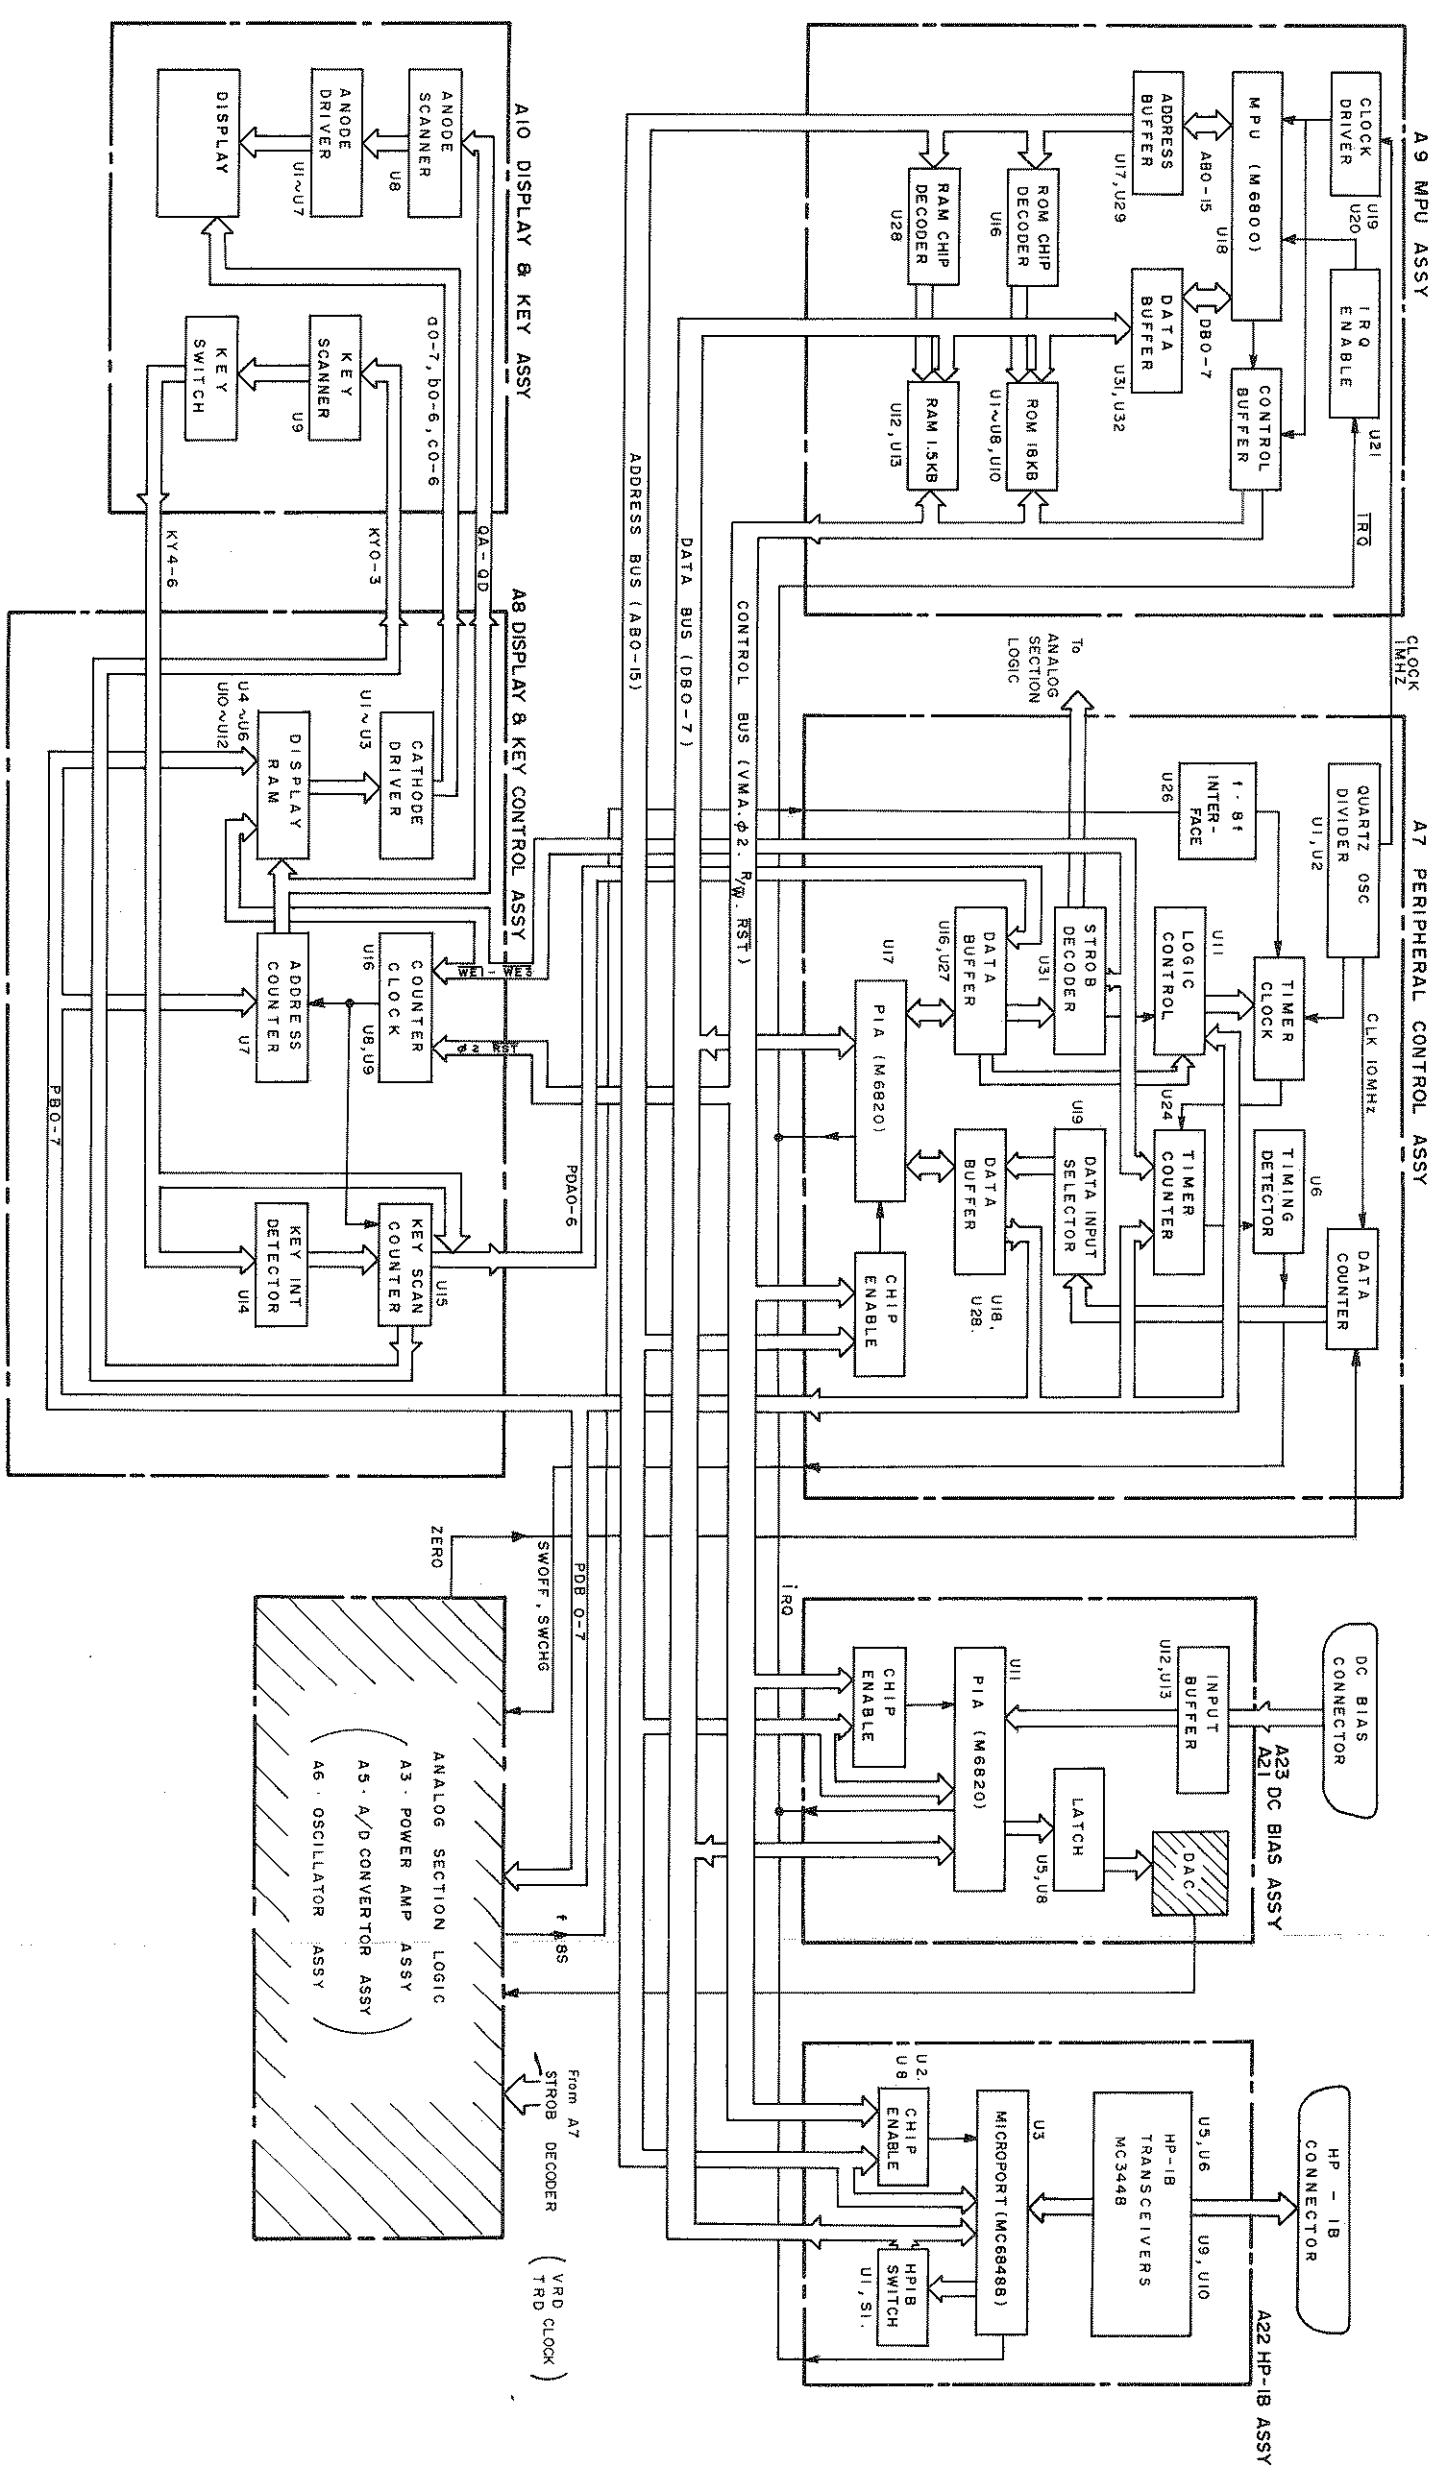 A9 MPU ASSY
CLOCK
DRIVER
U19
U20
IRQ
ENABLE
U21
IRQ
MPU (M6800)
U18
CONTROL
BUFFER
AB0-15
DB0-7
ADDRESS
BUFFER
U17, U29
DATA
BUFFER
U31, U32
ROM CHIP
DECODER
U16
ROM 18KB
U1~U8, U10
RAM CHIP
DECODER
U28
RAM 1.5KB
U12, U13
CLOCK
1MHZ
A7 PERIPHERAL CONTROL ASSY
QUARTZ OSC
DIVIDER
U1, U2
CLK 10MHz
DATA
COUNTER
f · 8f
INTER-
FACE
U26
TIMER
CLOCK
TIMING
DETECTOR
U6
U11
LOGIC
CONTROL
U24
TIMER
COUNTER
STROB
DECODER
U31
U19
DATA INPUT
SELECTOR
DATA
BUFFER
U16, U27
DATA
BUFFER
U18,
U28.
U17
PIA (M6820)
CHIP
ENABLE
To
ANALOG
SECTION
LOGIC
DC BIAS
CONNECTOR
A23
A21 DC BIAS ASSY
INPUT
BUFFER
U12, U13
DAC
LATCH
U5, U8
U11
PIA (M6820)
CHIP
ENABLE
IRQ
HP - IB
CONNECTOR
A22 HP-IB ASSY
U5, U6
U9, U10
HP-IB
TRANSCEIVERS
MC3448
U3
MICROPORT (MC68488)
U2.
U8
CHIP
ENABLE
HPIB
SWITCH
U1, S1.
CONTROL BUS (VMA. φ2. R/W. RST)
DATA BUS (DB0-7)
ADDRESS BUS (AB0-15)
A10 DISPLAY & KEY ASSY
ANODE
SCANNER
U8
ANODE
DRIVER
U1~U7
DISPLAY
a0-7, b0-6, c0-6
KEY
SCANNER
U9
KEY
SWITCH
QA - QD
KY0-3
KY4-6
A8 DISPLAY & KEY CONTROL ASSY
CATHODE
DRIVER
U1~U3
DISPLAY
RAM
U4~U6
U10~U12
WE1 - WE3
φ2 RST
COUNTER
CLOCK
U16
U8, U9
ADDRESS
COUNTER
U7
KEY SCAN
COUNTER
U15
KEY INT
DETECTOR
U14
PDA0-6
PB0-7
ZERO
SWOFF, SWCHG
PDB 0-7
f
8S
From A7
STROB DECODER
(VRD CLOCK
TRD)
ANALOG SECTION LOGIC
(A3 · POWER AMP ASSY
A5 · A/D CONVERTOR ASSY
A6 · OSCILLATOR ASSY)